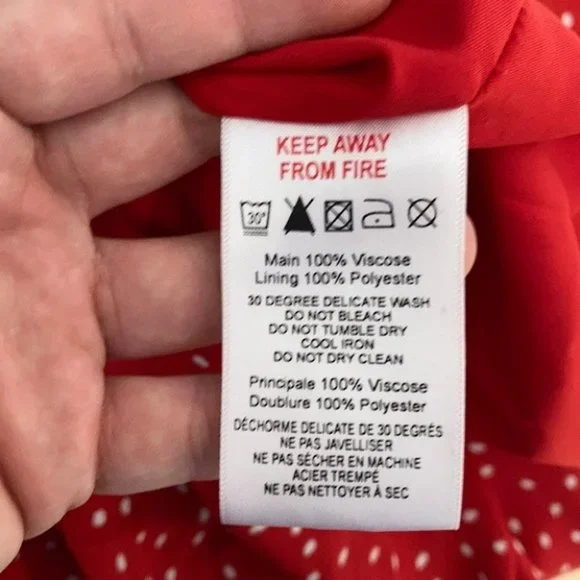 KEEP AWAY
FROM FIRE
30°
Main 100% Viscose
Lining 100% Polyester
30 DEGREE DELICATE WASH
DO NOT BLEACH
DO NOT TUMBLE DRY
COOL IRON
DO NOT DRY CLEAN
Principale 100% Viscose
Doublure 100% Polyester
DÉCHORME DELICATE DE 30 DEGRÉS
NE PAS JAVELLISER
NE PAS SÉCHER EN MACHINE
ACIER TREMPÉ
NE PAS NETTOYER À SEC